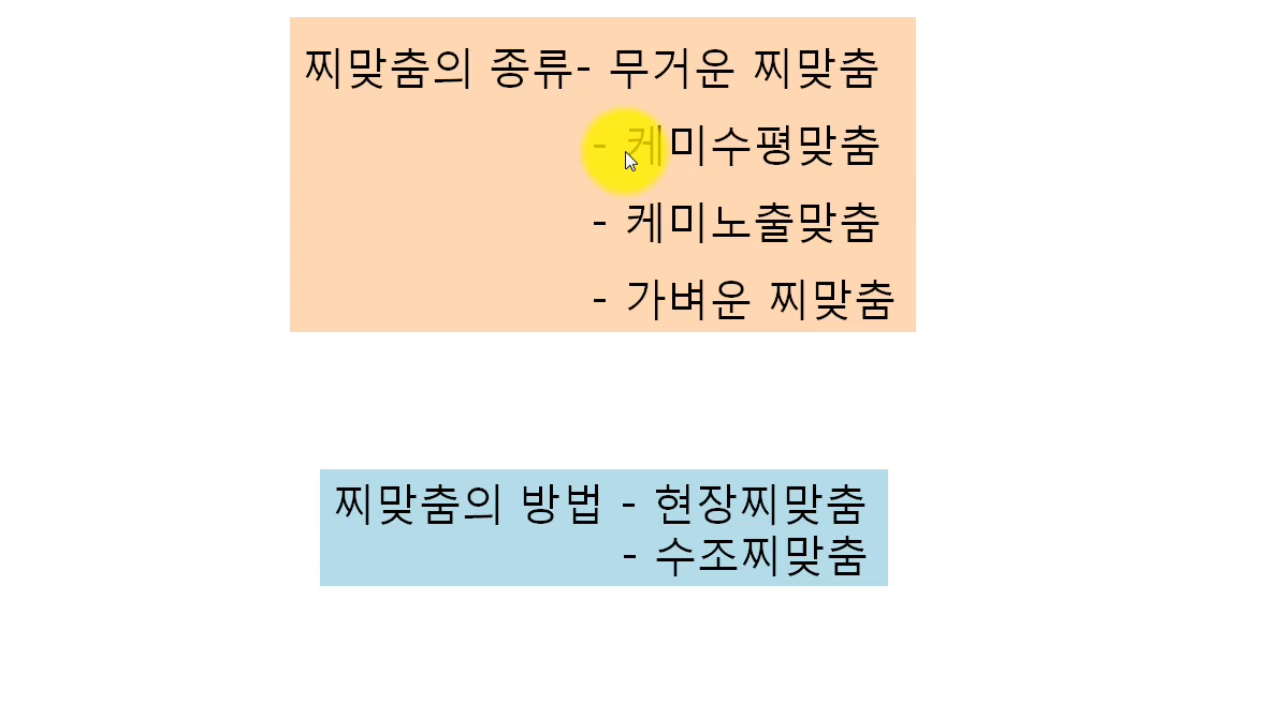 찌맞춤의 종류- 무거운 찌맞춤
- 케미수평맞춤
- 케미노출맞춤
- 가벼운 찌맞춤
찌맞춤의 방법 - 현장찌맞춤
- 수조찌맞춤